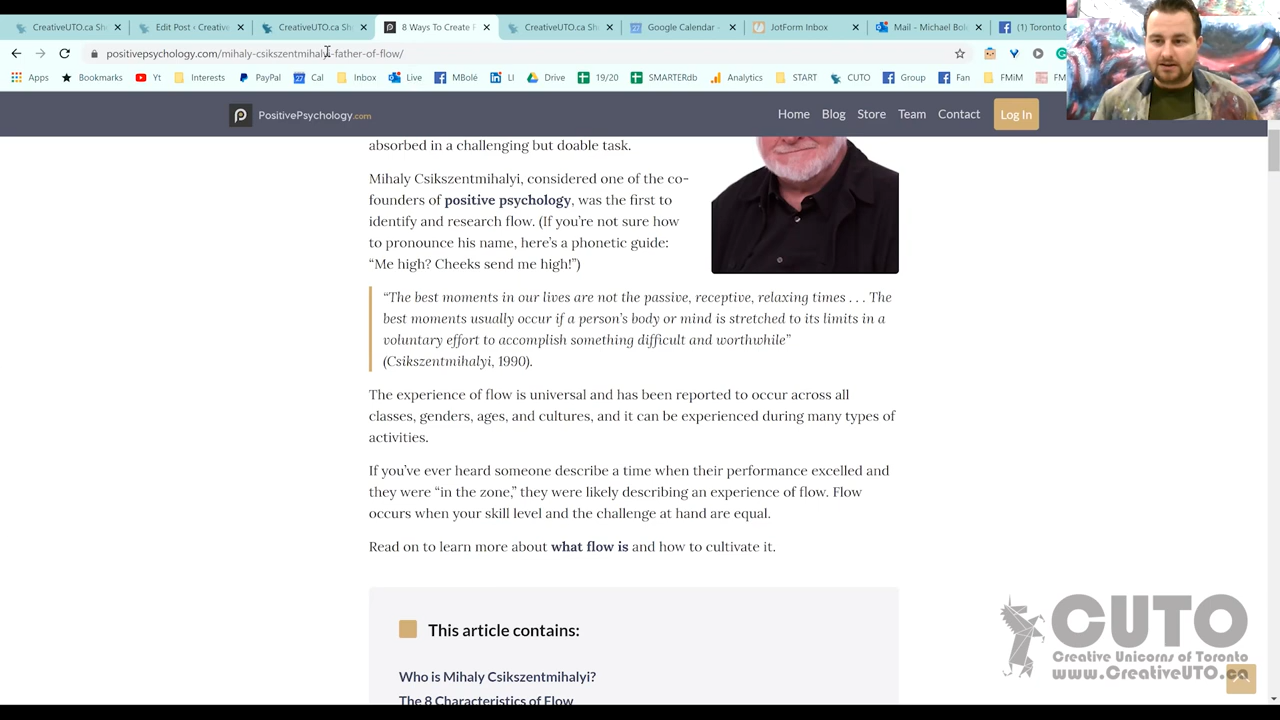 CreativeUTO.ca Sh
Edit Post ‹ Creative
CreativeUTO.ca Sh
8 Ways To Create F
CreativeUTO.ca Sh
Google Calendar -
JotForm Inbox
Mail – Michael Bol
(1) Toronto C
positivepsychology.com/mihaly-csikszentmihalyi-father-of-flow/
Apps
Bookmarks
Yt
Interests
PayPal
Cal
Inbox
Live
MBolé
LI
Drive
19/20
SMARTERdb
Analytics
START
CUTO
Group
Fan
FMiM
FM
PositivePsychology.com
Home
Blog
Store
Team
Contact
Log In
absorbed in a challenging but doable task.
Mihaly Csikszentmihalyi, considered one of the co-
founders of positive psychology, was the first to
identify and research flow. (If you’re not sure how
to pronounce his name, here’s a phonetic guide:
“Me high? Cheeks send me high!”)
“The best moments in our lives are not the passive, receptive, relaxing times . . . The
best moments usually occur if a person’s body or mind is stretched to its limits in a
voluntary effort to accomplish something difficult and worthwhile”
(Csikszentmihalyi, 1990).
The experience of flow is universal and has been reported to occur across all
classes, genders, ages, and cultures, and it can be experienced during many types of
activities.
If you’ve ever heard someone describe a time when their performance excelled and
they were “in the zone,” they were likely describing an experience of flow. Flow
occurs when your skill level and the challenge at hand are equal.
Read on to learn more about what flow is and how to cultivate it.
This article contains:
Who is Mihaly Csikszentmihalyi?
The 8 Characteristics of Flow
CUTO
Creative Unicorns of Toronto
www.CreativeUTO.ca